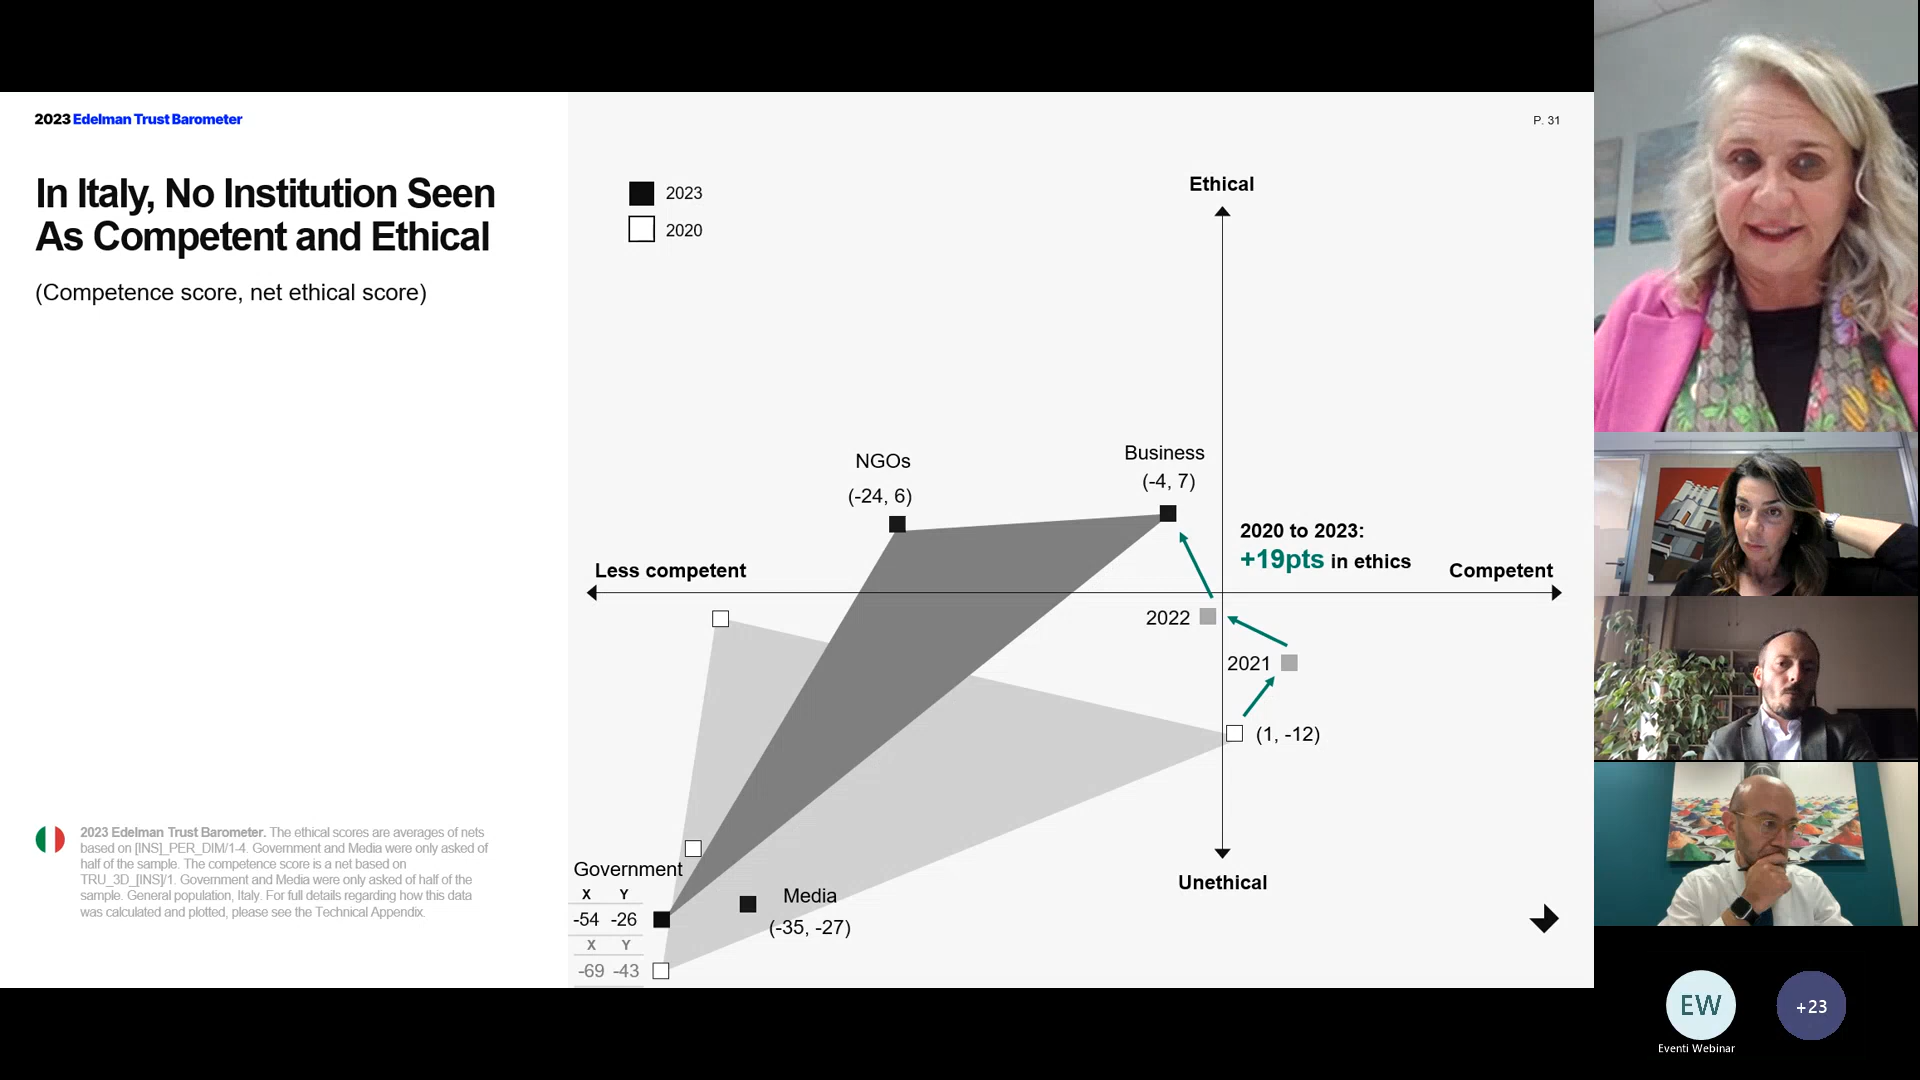 2023 Edelman Trust Barometer
P. 31
In Italy, No Institution Seen
As Competent and Ethical
(Competence score, net ethical score)
2023
2020
Ethical
NGOs
(-24, 6)
Business
(-4, 7)
2020 to 2023:
+19pts in ethics
Less competent
Competent
2022
2021
(1, -12)
Government
X Y
-54 -26
X Y
-69 -43
Media
(-35, -27)
Unethical
2023 Edelman Trust Barometer. The ethical scores are averages of nets
based on [INS]_PER_DIM/1-4. Government and Media were only asked of
half of the sample. The competence score is a net based on
TRU_3D_[INS]/1. Government and Media were only asked of half of the
sample. General population, Italy. For full details regarding how this data
was calculated and plotted, please see the Technical Appendix.
EW
+23
Eventi Webinar